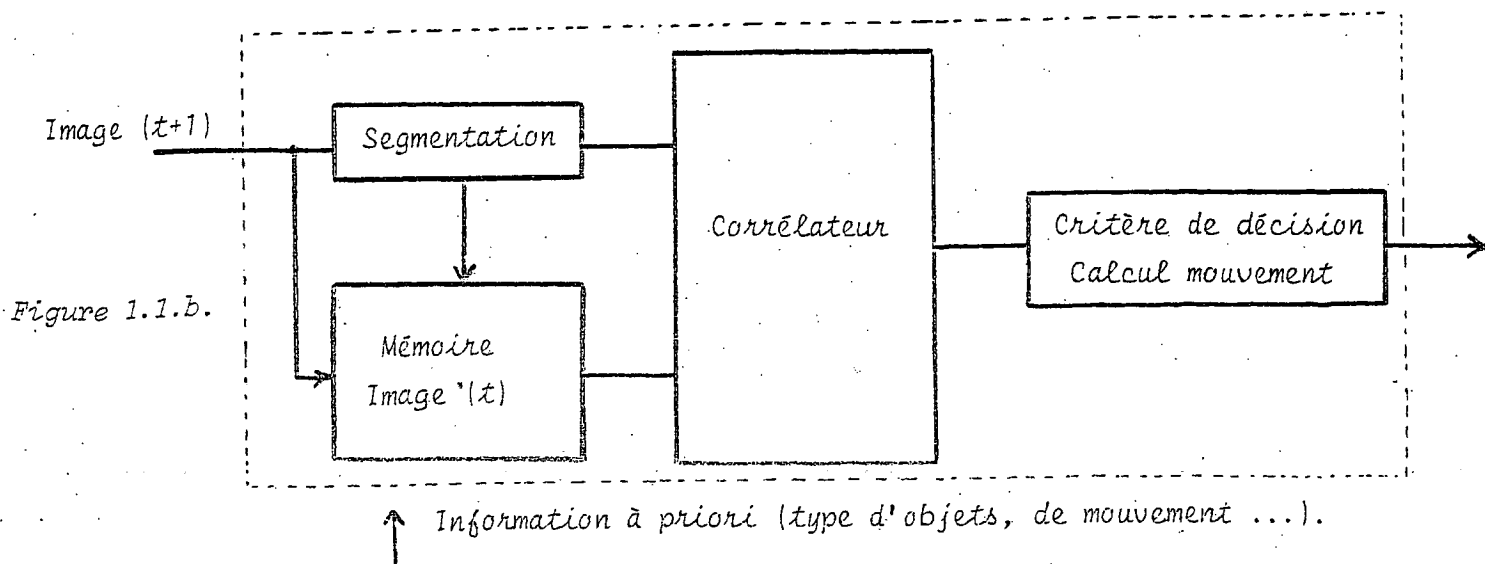 Image (t+1)
Segmentation
Corrélateur
Critère de décision
Calcul mouvement
Figure 1.1.b.
Mémoire
Image (t)
Information à priori (type d'objets, de mouvement ...).